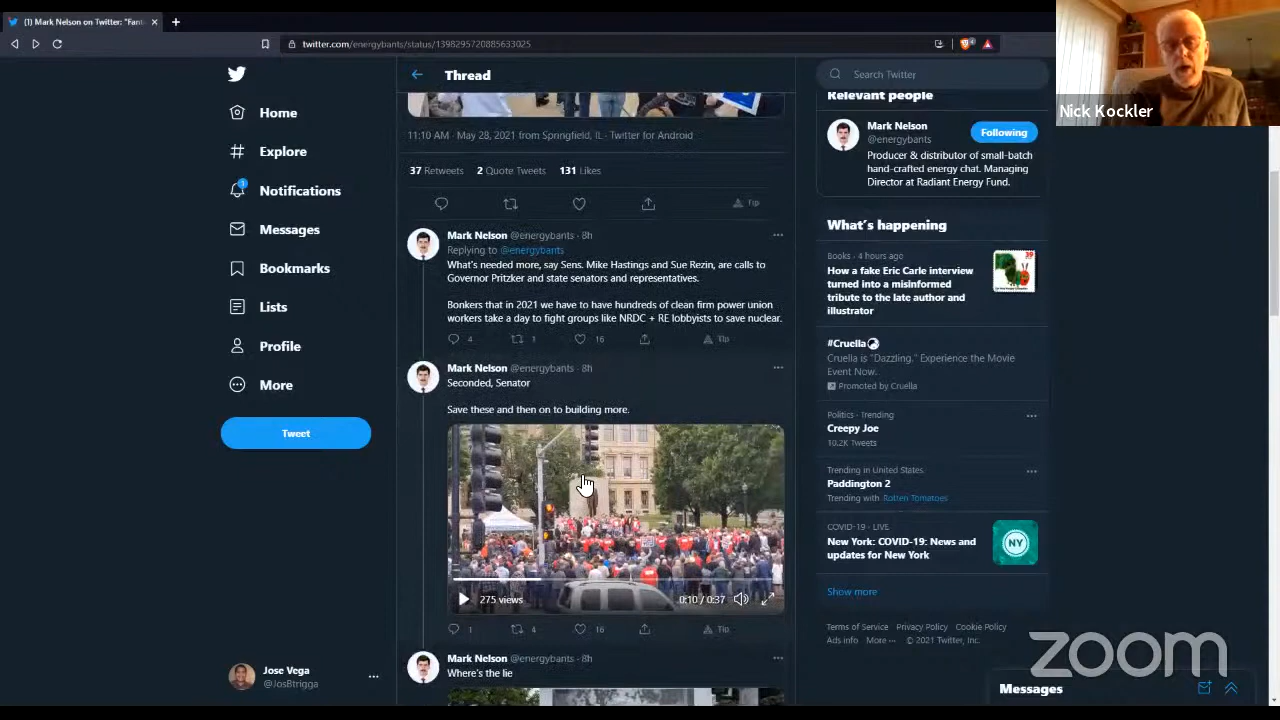 (1) Mark Nelson on Twitter: "Fant
twitter.com/energybants/status/1398295720885633025
Nick Kockler
Home
Explore
Notifications
1
Messages
Bookmarks
Lists
Profile
More
Tweet
Jose Vega
@JosBtrigga
Thread
11:10 AM · May 28, 2021 from Springfield, IL · Twitter for Android
37 Retweets 2 Quote Tweets 131 Likes
Tip
Mark Nelson @energybants · 8h
Replying to @energybants
What's needed more, say Sens. Mike Hastings and Sue Rezin, are calls to
Governor Pritzker and state senators and representatives.
Bonkers that in 2021 we have to have hundreds of clean firm power union
workers take a day to fight groups like NRDC + RE lobbyists to save nuclear.
4 1 16 Tip
Mark Nelson @energybants · 8h
Seconded, Senator
Save these and then on to building more.
275 views 0:10 / 0:37
1 4 16 Tip
Mark Nelson @energybants · 8h
Where's the lie
Search Twitter
Relevant people
Mark Nelson
@energybants
Following
Producer & distributor of small-batch
hand-crafted energy chat. Managing
Director at Radiant Energy Fund.
What's happening
Books · 4 hours ago
How a fake Eric Carle interview
turned into a misinformed
tribute to the late author and
illustrator
#Cruella
Cruella is "Dazzling." Experience the Movie
Event Now.
Promoted by Cruella
Politics · Trending
Creepy Joe
10.2K Tweets
Trending in United States
Paddington 2
Trending with Rotten Tomatoes
COVID-19 · LIVE
New York: COVID-19: News and
updates for New York
NY
Show more
Terms of Service Privacy Policy Cookie Policy
Ads info More ··· © 2021 Twitter, Inc.
Messages
zoom